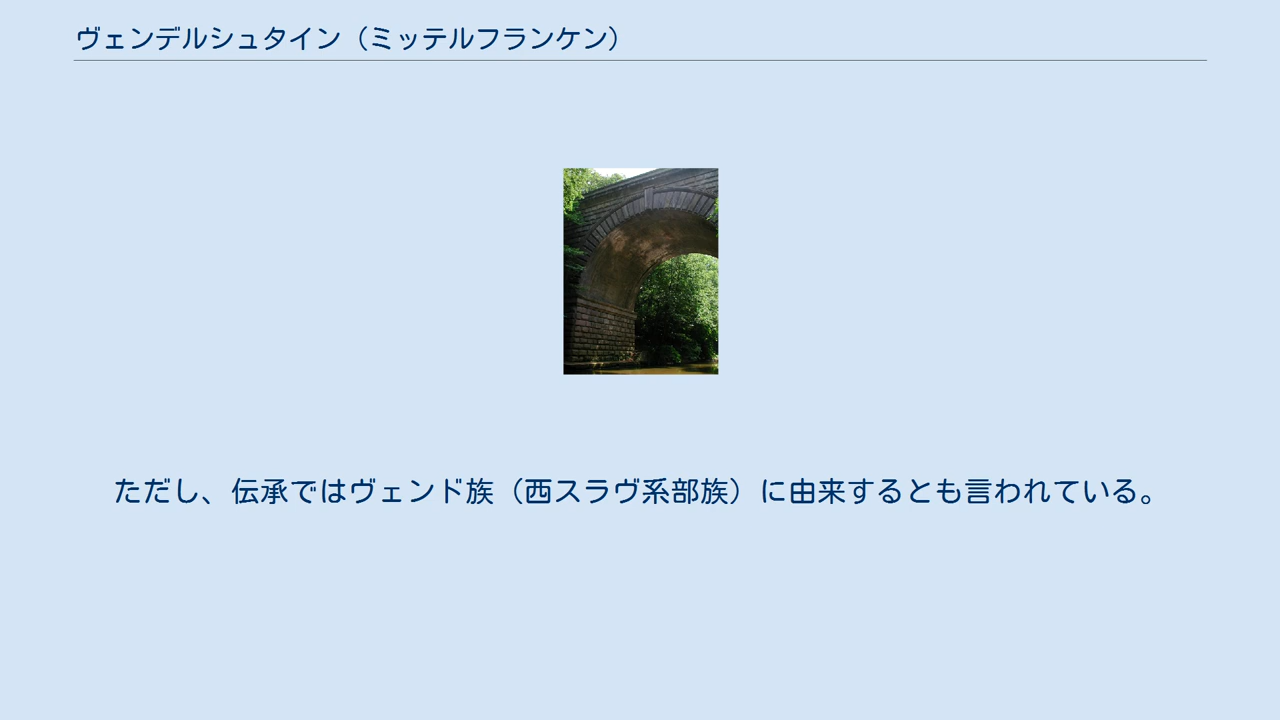 ヴェンデルシュタイン（ミッテルフランケン）
ただし、伝承ではヴェンド族（西スラヴ系部族）に由来するとも言われている。